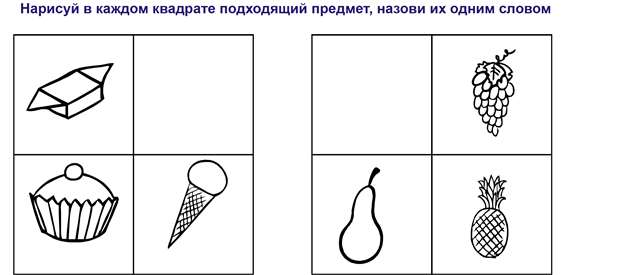 Нарисуй в каждом квадрате подходящий предмет, назови их одним словом